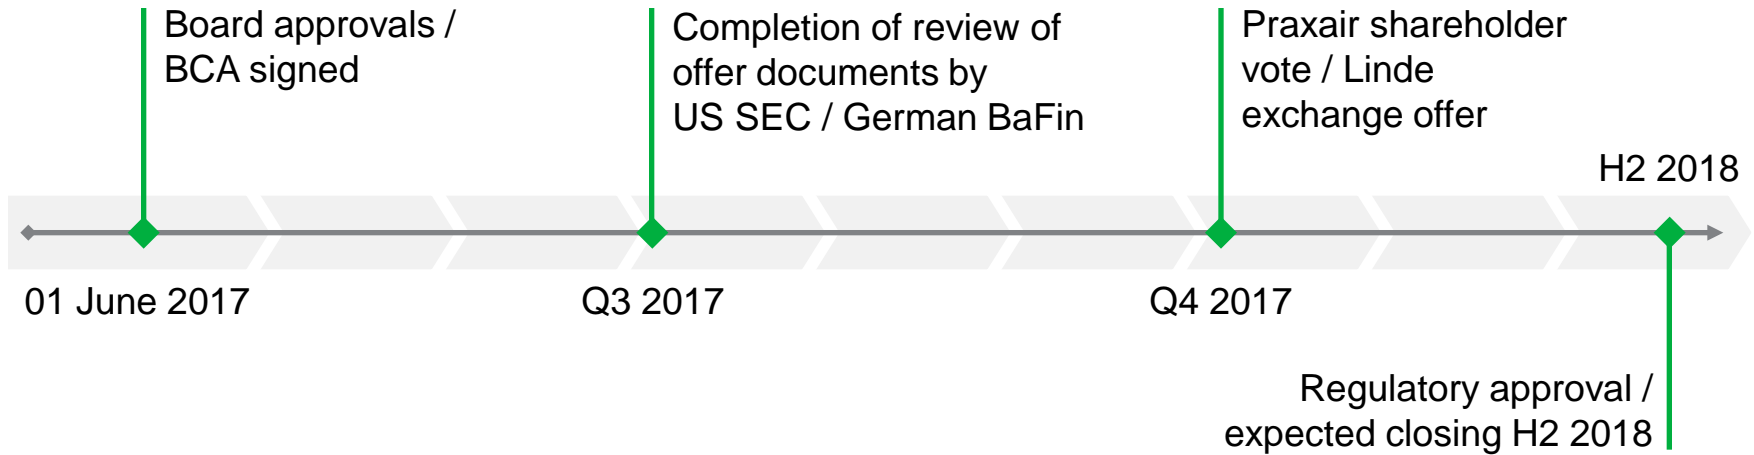 Board approvals /
BCA signed
Completion of review of
offer documents by
US SEC / German BaFin
Praxair shareholder
vote / Linde
exchange offer
H2 2018
01 June 2017
Q3 2017
Q4 2017
Regulatory approval /
expected closing H2 2018